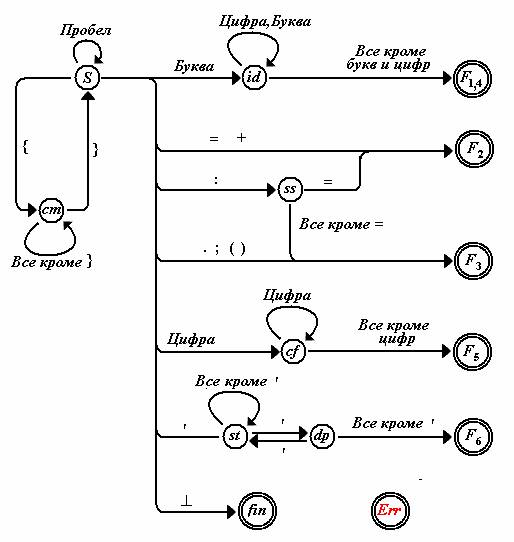 Пробел
Цифра,Буква
S
Буква
id
Все кроме
букв и цифр
F1,4
{
}
= +
F2
:
ss
=
cm
Все кроме =
Все кроме }
. ; ( )
F3
Цифра
Цифра
cf
Все кроме
цифр
F5
Все кроме '
'
st
'
'
dp
Все кроме '
F6
⊥
fin
Err